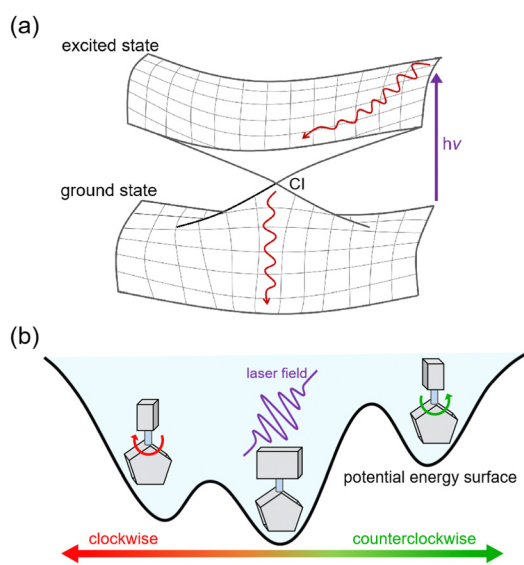 (a)
excited state
hν
CI
ground state
(b)
laser field
potential energy surface
clockwise
counterclockwise